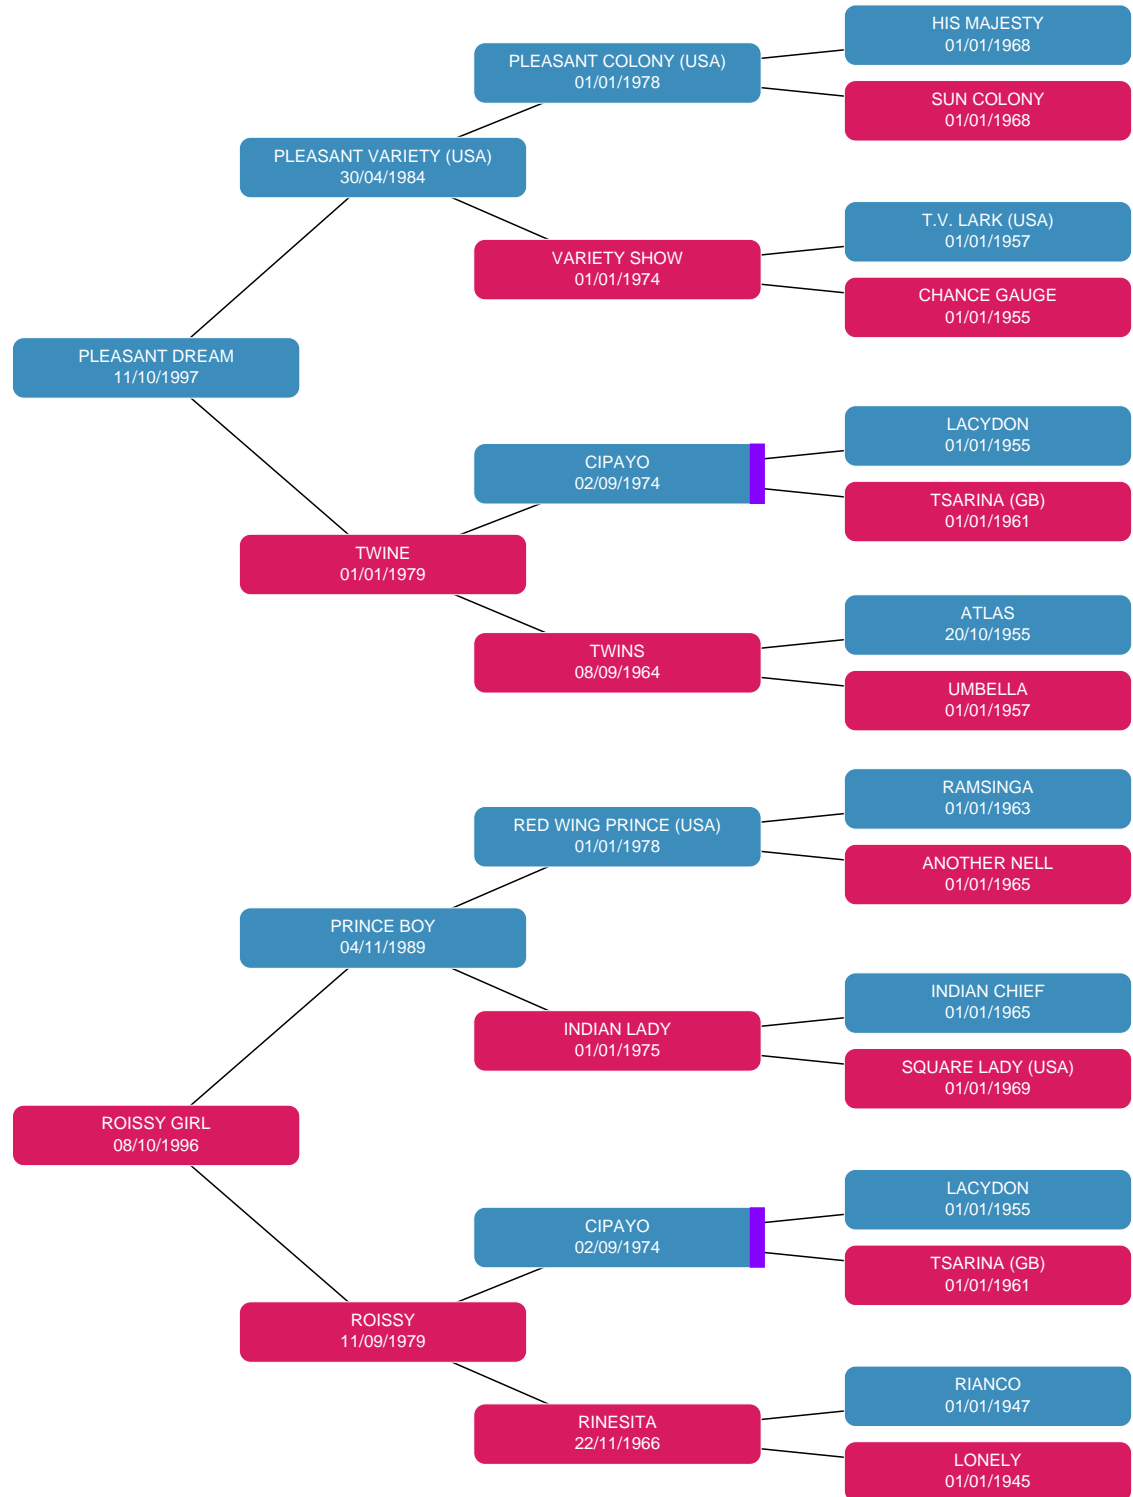 HIS MAJESTY
01/01/1968
PLEASANT COLONY (USA)
01/01/1978
SUN COLONY
01/01/1968
PLEASANT VARIETY (USA)
30/04/1984
T.V. LARK (USA)
01/01/1957
VARIETY SHOW
01/01/1974
CHANCE GAUGE
01/01/1955
PLEASANT DREAM
11/10/1997
LACYDON
01/01/1955
CIPAYO
02/09/1974
TSARINA (GB)
01/01/1961
TWINE
01/01/1979
ATLAS
20/10/1955
TWINS
08/09/1964
UMBELLA
01/01/1957
RAMSINGA
01/01/1963
RED WING PRINCE (USA)
01/01/1978
ANOTHER NELL
01/01/1965
PRINCE BOY
04/11/1989
INDIAN CHIEF
01/01/1965
INDIAN LADY
01/01/1975
SQUARE LADY (USA)
01/01/1969
ROISSY GIRL
08/10/1996
LACYDON
01/01/1955
CIPAYO
02/09/1974
TSARINA (GB)
01/01/1961
ROISSY
11/09/1979
RIANCO
01/01/1947
RINESITA
22/11/1966
LONELY
01/01/1945